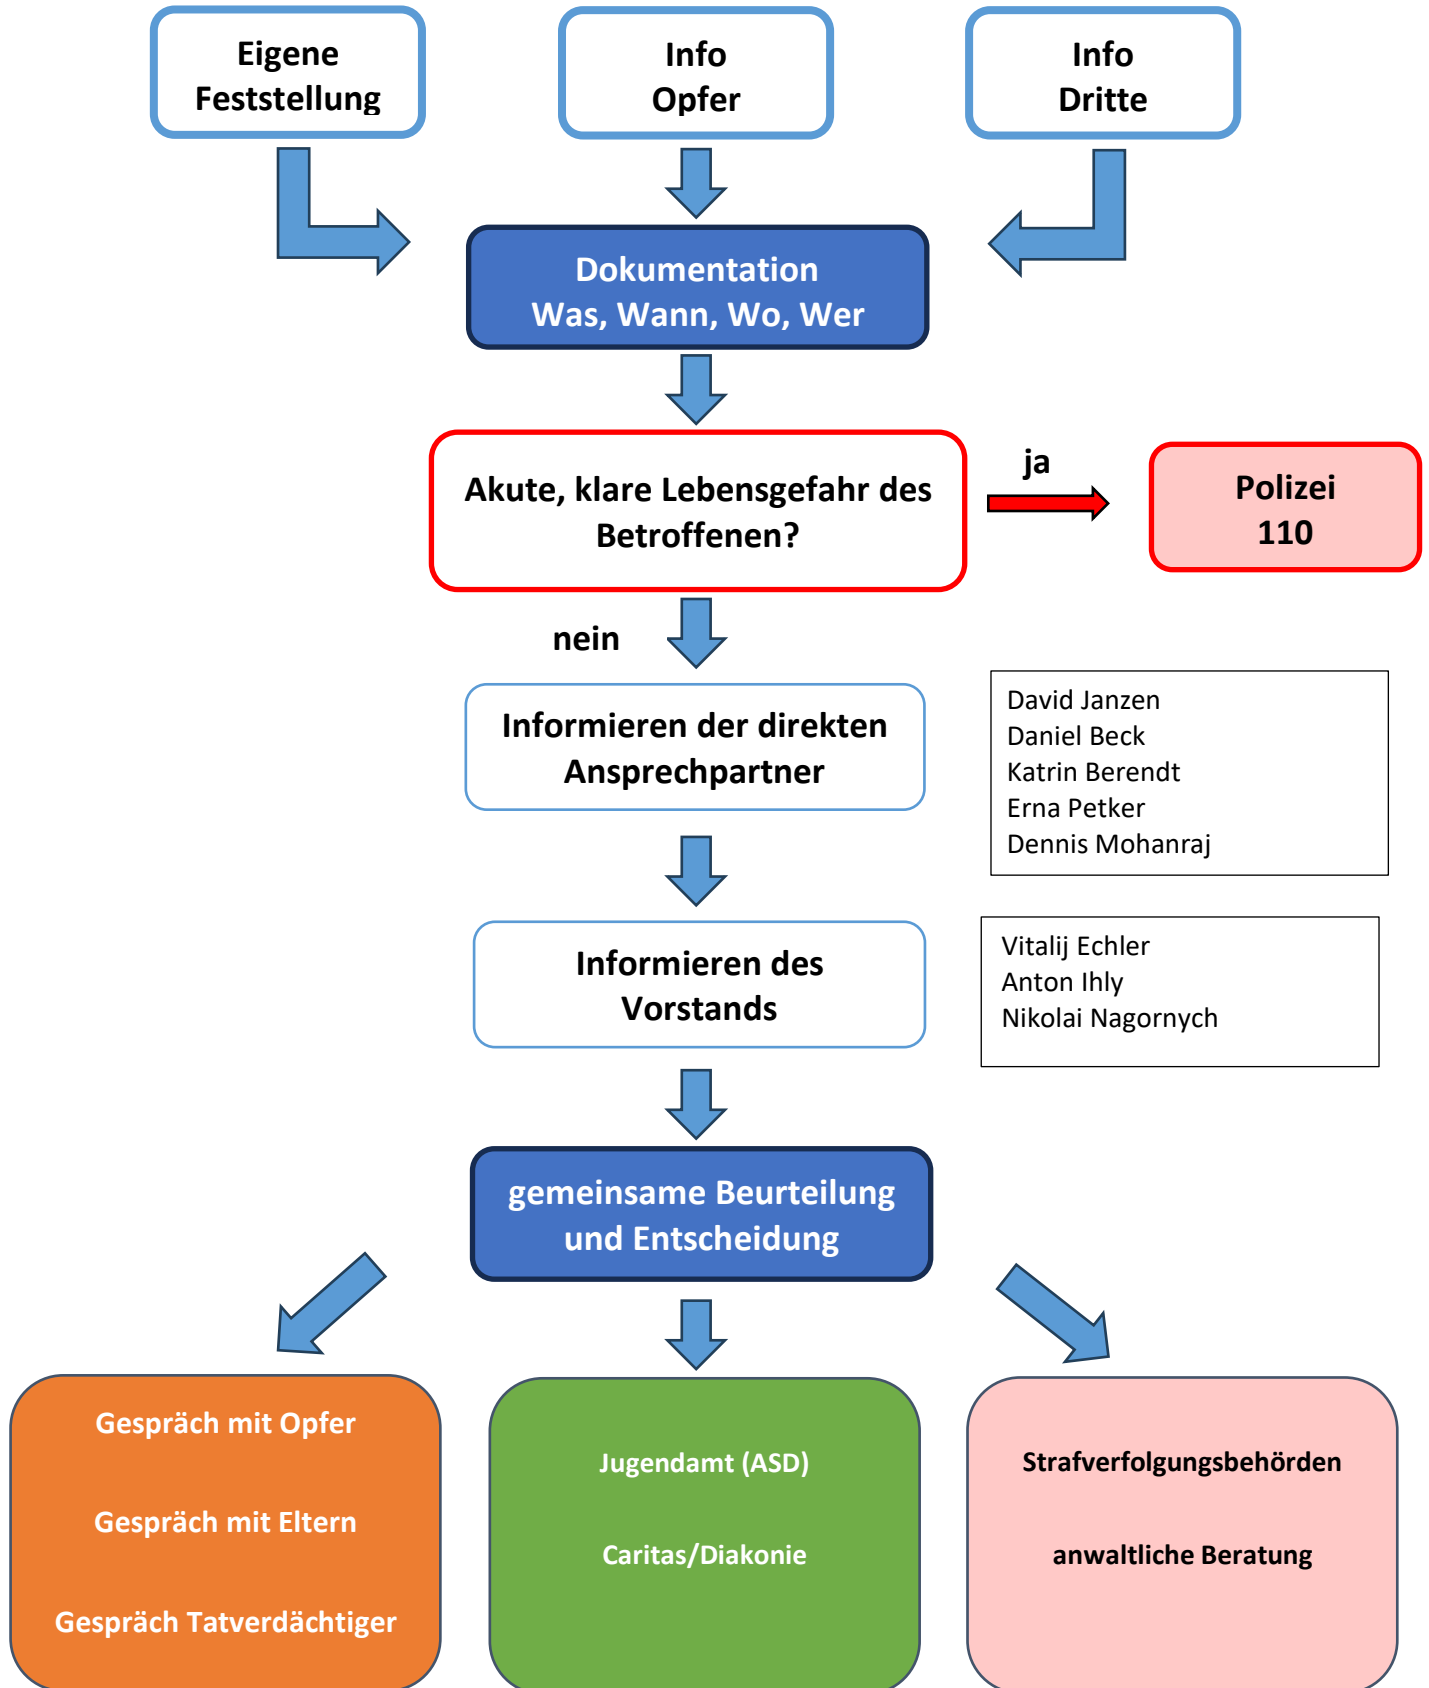 Eigene
Feststellung
Info
Opfer
Info
Dritte
Dokumentation
Was, Wann, Wo, Wer
Akute, klare Lebensgefahr des
Betroffenen?
ja
Polizei
110
nein
Informieren der direkten
Ansprechpartner
David Janzen
Daniel Beck
Katrin Berendt
Erna Petker
Dennis Mohanraj
Informieren des
Vorstands
Vitalij Echler
Anton Ihly
Nikolai Nagornych
gemeinsame Beurteilung
und Entscheidung
Gespräch mit Opfer
Gespräch mit Eltern
Gespräch Tatverdächtiger
Jugendamt (ASD)
Caritas/Diakonie
Strafverfolgungsbehörden
anwaltliche Beratung